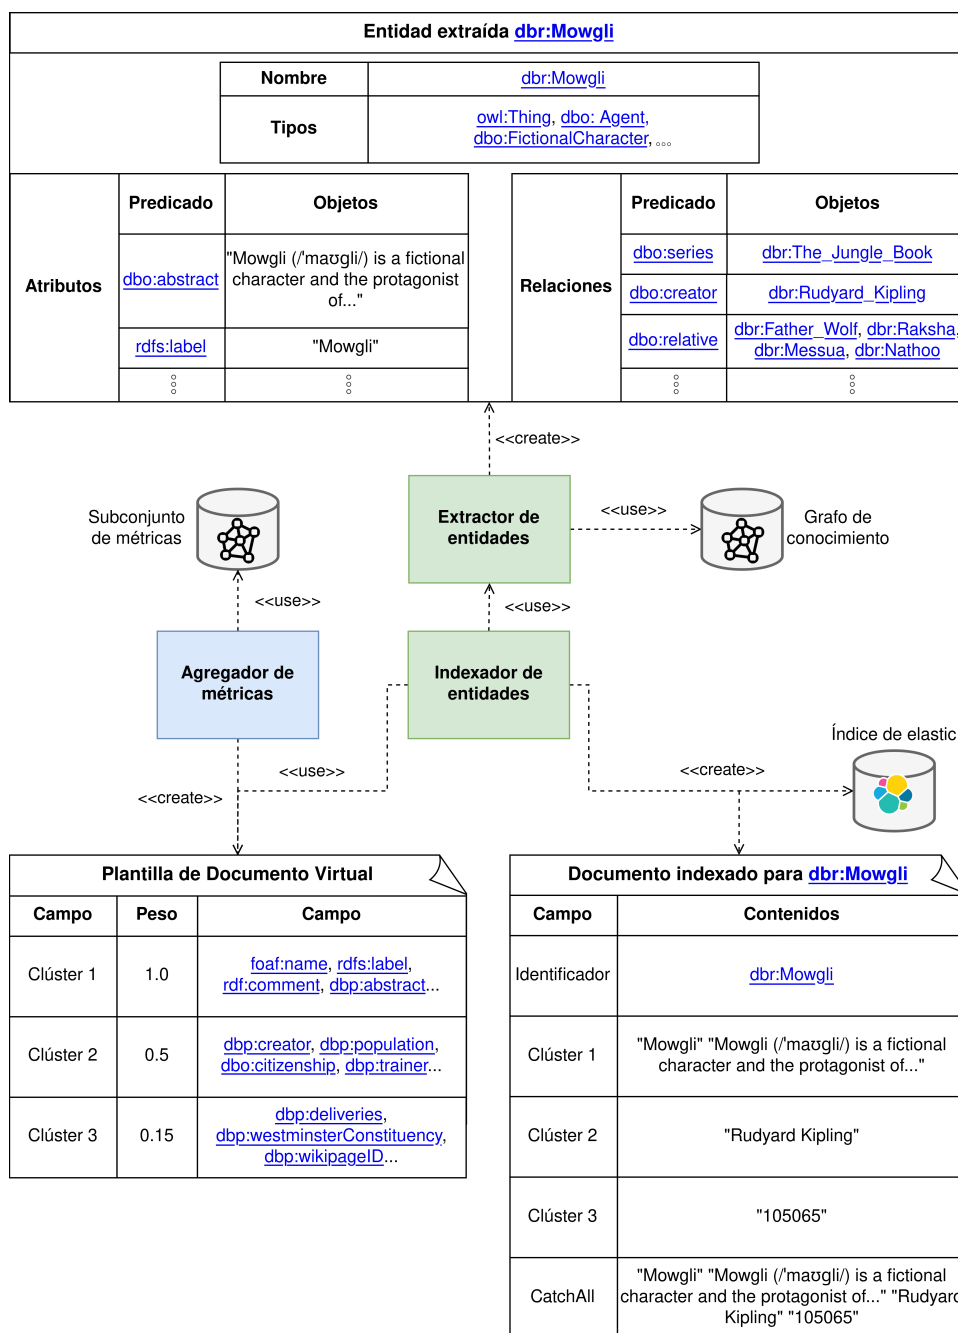 Entidad extraída dbr:Mowgli
Nombre
dbr:Mowgli
Tipos
owl:Thing, dbo: Agent,
dbo:FictionalCharacter, ...
Atributos
Predicado
Objetos
dbo:abstract
"Mowgli (/'maʊgli/) is a fictional
character and the protagonist
of..."
rdfs:label
"Mowgli"
Relaciones
Predicado
Objetos
dbo:series
dbr:The_Jungle_Book
dbo:creator
dbr:Rudyard_Kipling
dbo:relative
dbr:Father_Wolf, dbr:Raksha,
dbr:Messua, dbr:Nathoo
<<create>>
Subconjunto
de métricas
Extractor de
entidades
<<use>>
Grafo de
conocimiento
<<use>>
<<use>>
Agregador de
métricas
Indexador de
entidades
Índice de elastic
<<use>>
<<create>>
<<create>>
Plantilla de Documento Virtual
Campo
Peso
Campo
Clúster 1
1.0
foaf:name, rdfs:label,
rdf:comment, dbp:abstract...
Clúster 2
0.5
dbp:creator, dbp:population,
dbo:citizenship, dbp:trainer...
Clúster 3
0.15
dbp:deliveries,
dbp:westminsterConstituency,
dbp:wikipageID...
Documento indexado para dbr:Mowgli
Campo
Contenidos
Identificador
dbr:Mowgli
Clúster 1
"Mowgli" "Mowgli (/'maʊgli/) is a fictional
character and the protagonist of..."
Clúster 2
"Rudyard Kipling"
Clúster 3
"105065"
CatchAll
"Mowgli" "Mowgli (/'maʊgli/) is a fictional
character and the protagonist of..." "Rudyard
Kipling" "105065"